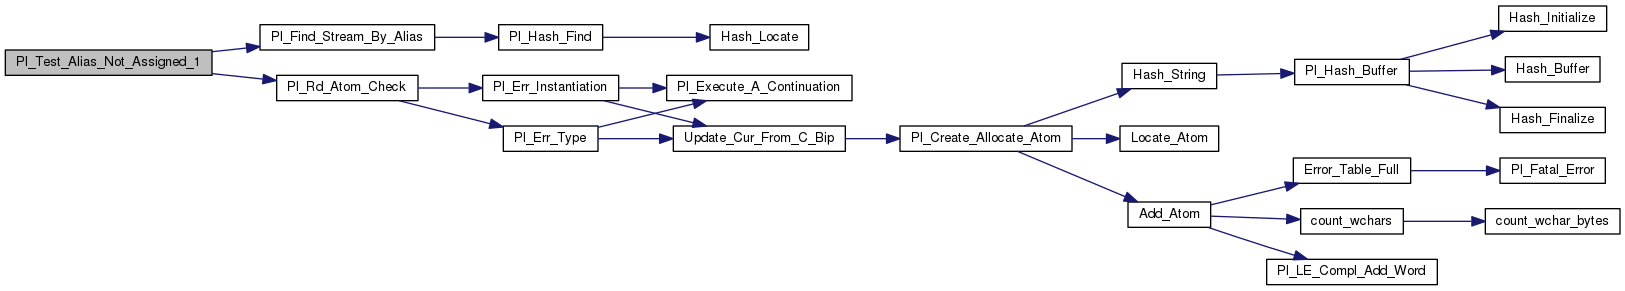 Pl_Test_Alias_Not_Assigned_1
Pl_Find_Stream_By_Alias
Pl_Hash_Find
Hash_Locate
Pl_Rd_Atom_Check
Pl_Err_Instantiation
Pl_Execute_A_Continuation
Pl_Err_Type
Update_Cur_From_C_Bip
Pl_Create_Allocate_Atom
Hash_String
Pl_Hash_Buffer
Hash_Initialize
Hash_Buffer
Hash_Finalize
Locate_Atom
Add_Atom
Error_Table_Full
Pl_Fatal_Error
count_wchars
count_wchar_bytes
Pl_LE_Compl_Add_Word